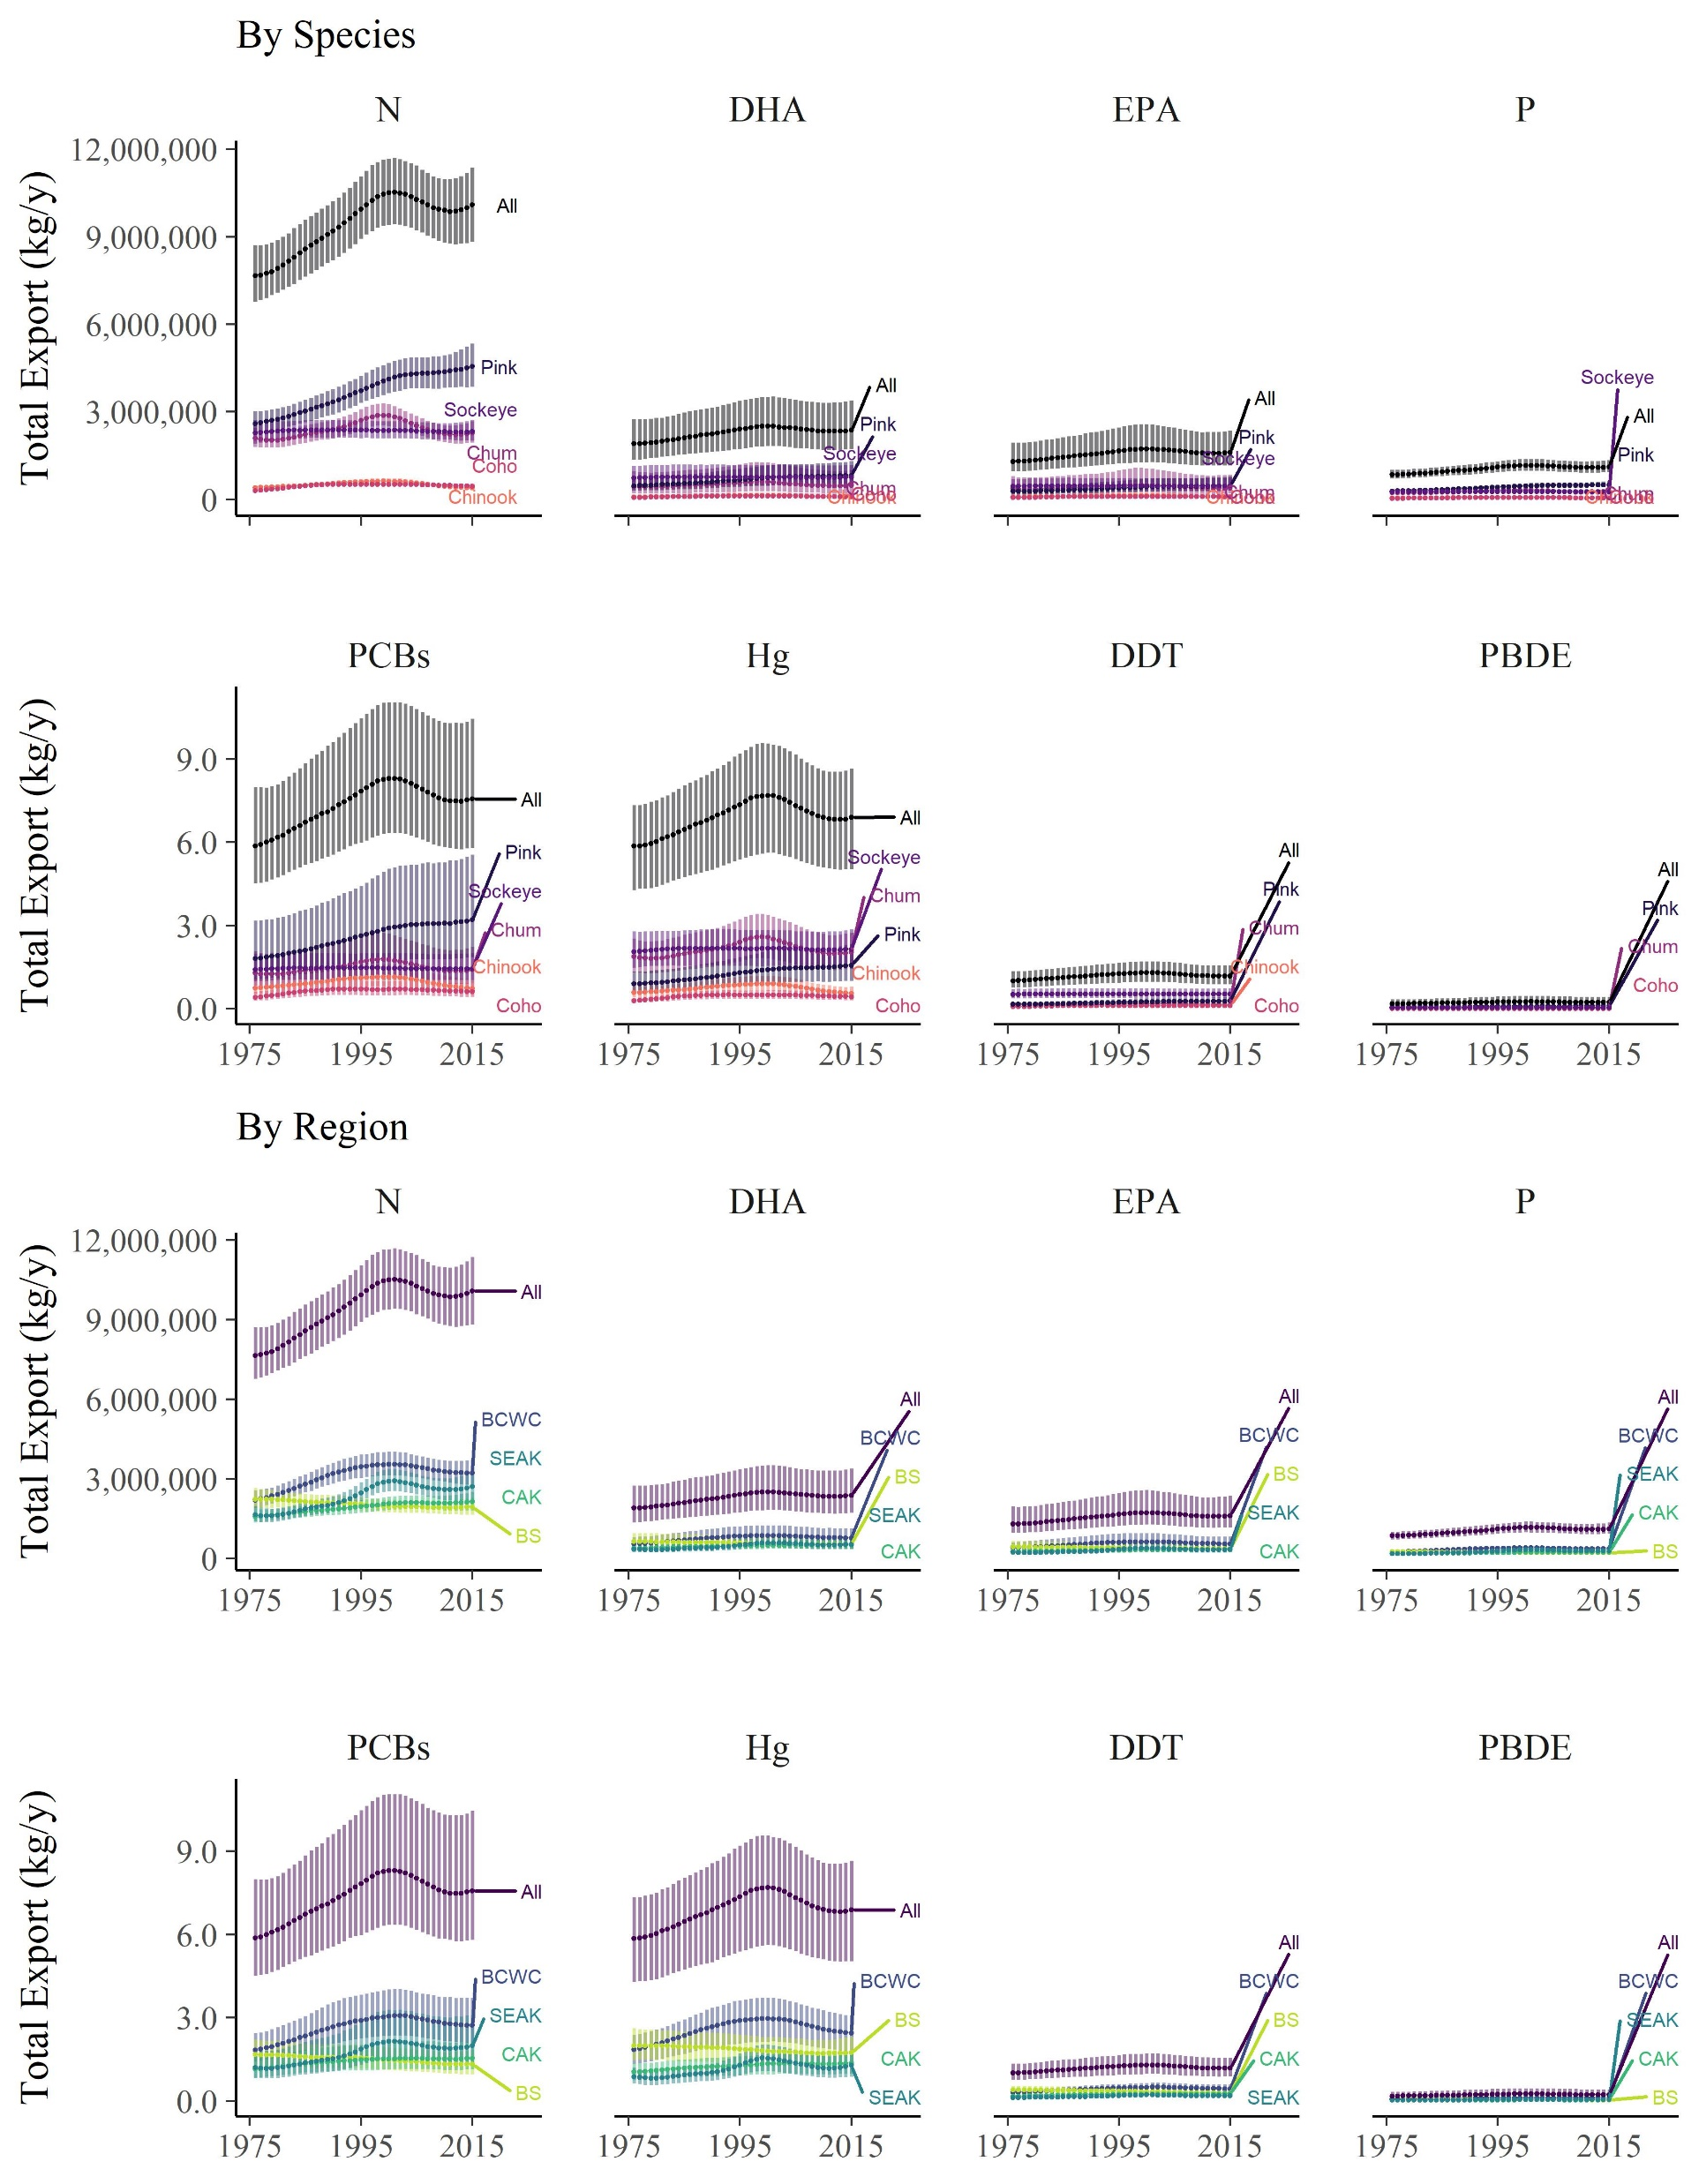 By Species
N DHA EPA P
Total Export (kg/y)
12,000,000
9,000,000
6,000,000
3,000,000
0
All
Pink
Sockeye
Chum
Coho
Chinook
All
Pink
Sockeye
Chum
Coho
Chinook
All
Pink
Sockeye
Chum
Coho
Chinook
Sockeye
All
Pink
Chum
Coho
Chinook
PCBs Hg DDT PBDE
Total Export (kg/y)
9.0
6.0
3.0
0.0
All
Pink
Sockeye
Chum
Chinook
Coho
All
Sockeye
Chum
Pink
Chinook
Coho
All
Pink
Chum
Chinook
Coho
All
Pink
Chum
Coho
1975 1995 2015 1975 1995 2015 1975 1995 2015 1975 1995 2015
By Region
N DHA EPA P
Total Export (kg/y)
12,000,000
9,000,000
6,000,000
3,000,000
0
All
BCWC
SEAK
CAK
BS
All
BCWC
BS
SEAK
CAK
All
BCWC
BS
SEAK
CAK
All
BCWC
SEAK
CAK
BS
1975 1995 2015 1975 1995 2015 1975 1995 2015 1975 1995 2015
PCBs Hg DDT PBDE
Total Export (kg/y)
9.0
6.0
3.0
0.0
All
BCWC
SEAK
CAK
BS
All
BCWC
BS
CAK
SEAK
All
BCWC
BS
CAK
SEAK
All
BCWC
SEAK
CAK
BS
1975 1995 2015 1975 1995 2015 1975 1995 2015 1975 1995 2015